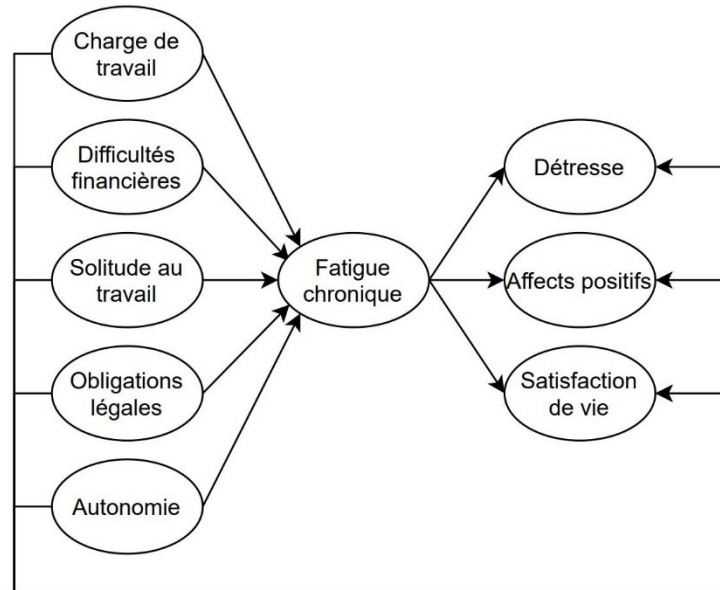 Charge de
travail
Difficultés
financières
Solitude au
travail
Obligations
légales
Autonomie
Fatigue
chronique
Détresse
Affects positifs
Satisfaction
de vie